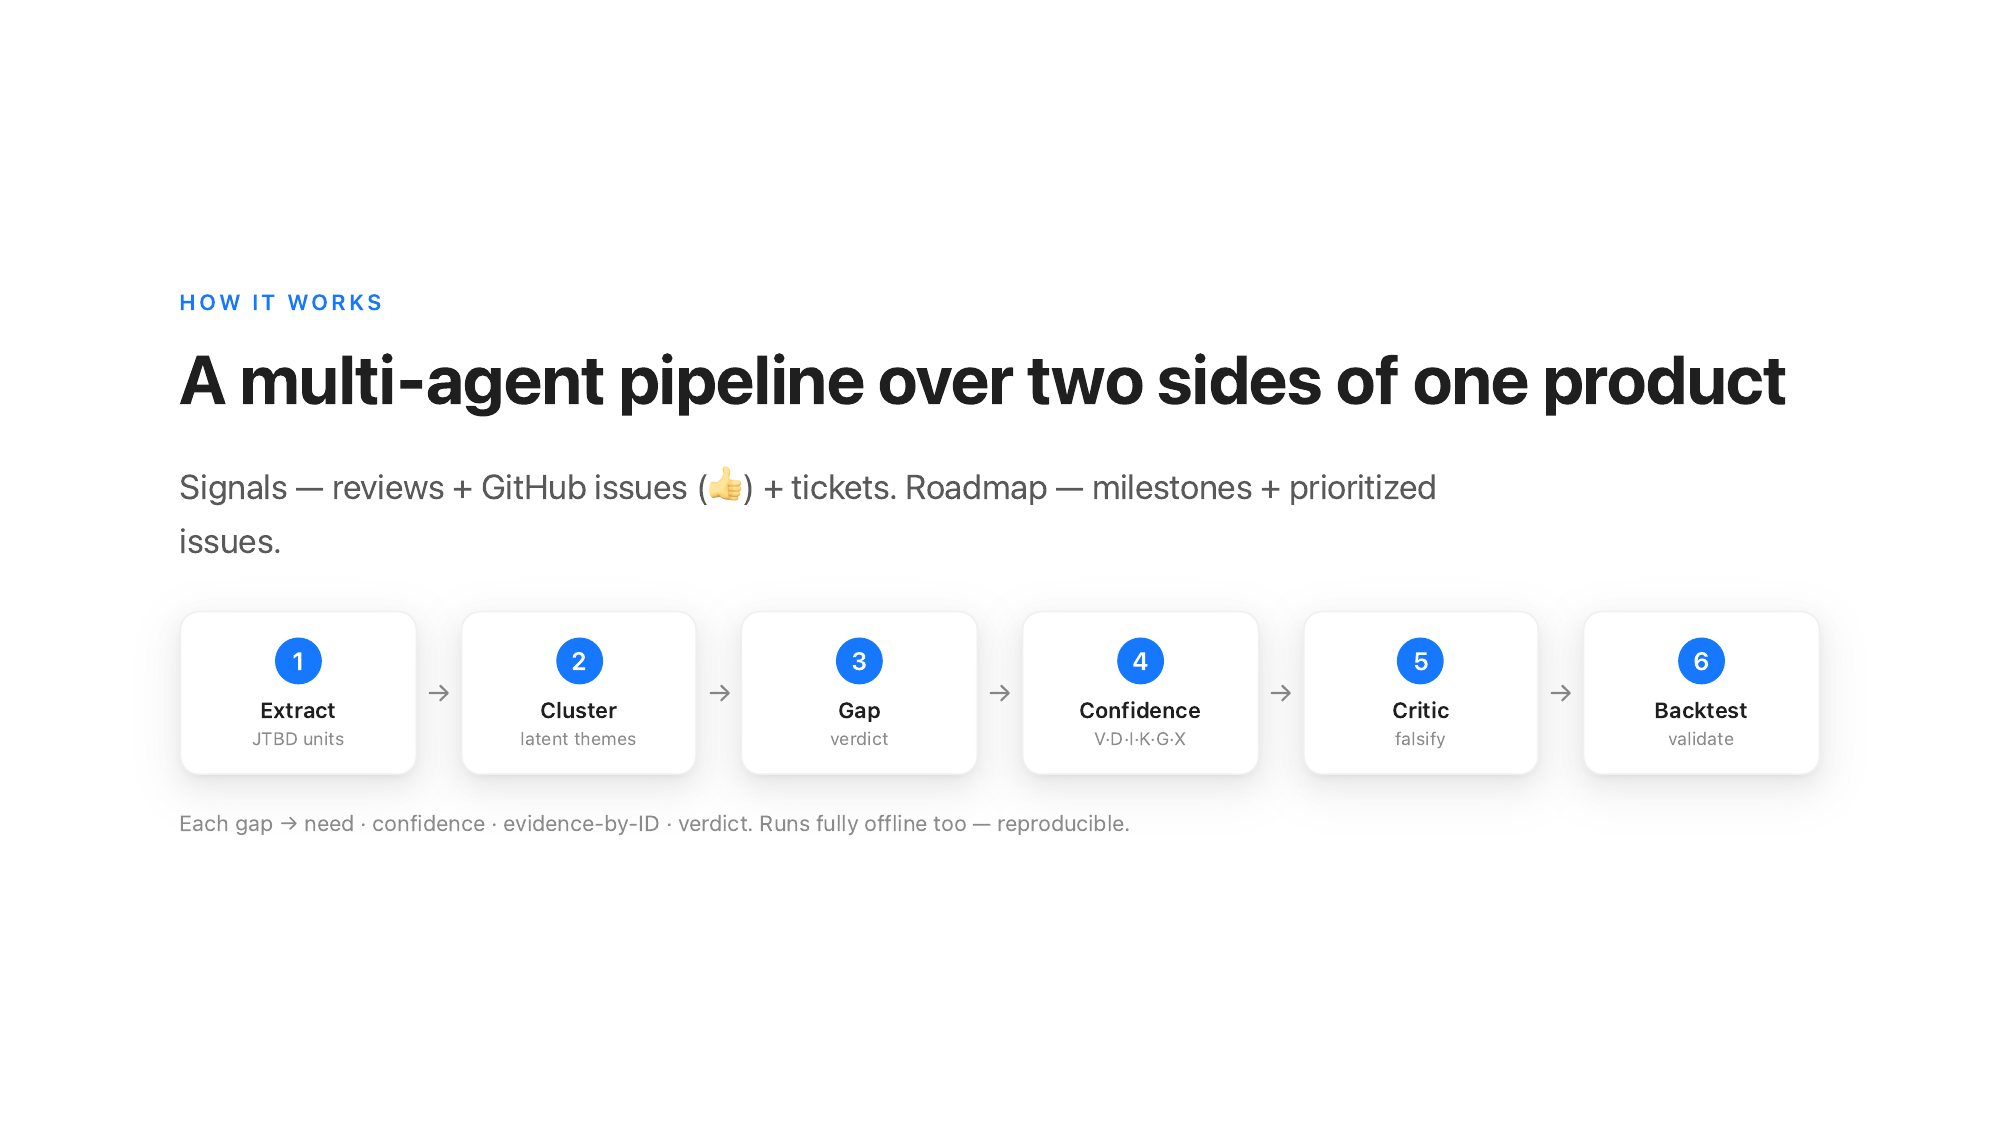 HOW IT WORKS
A multi-agent pipeline over two sides of one product
Signals — reviews + GitHub issues (👍) + tickets. Roadmap — milestones + prioritized
issues.
1 → 2 → 3 → 4 → 5 → 6
Extract Cluster Gap Confidence Critic Backtest
JTBD units latent themes verdict V·D·I·K·G·X falsify validate
Each gap → need · confidence · evidence-by-ID · verdict. Runs fully offline too — reproducible.